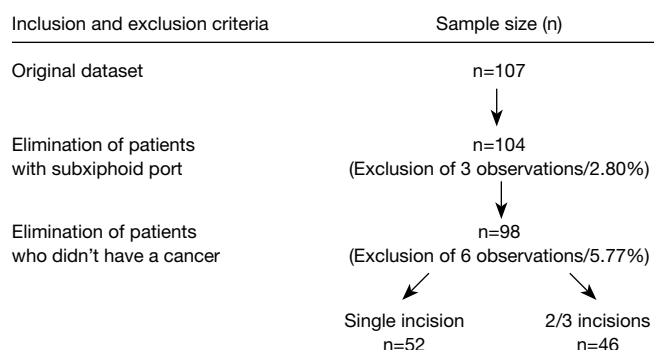 Inclusion and exclusion criteria
Sample size (n)
Original dataset
n=107
Elimination of patients
with subxiphoid port
n=104
(Exclusion of 3 observations/2.80%)
Elimination of patients
who didn't have a cancer
n=98
(Exclusion of 6 observations/5.77%)
Single incision
n=52
2/3 incisions
n=46